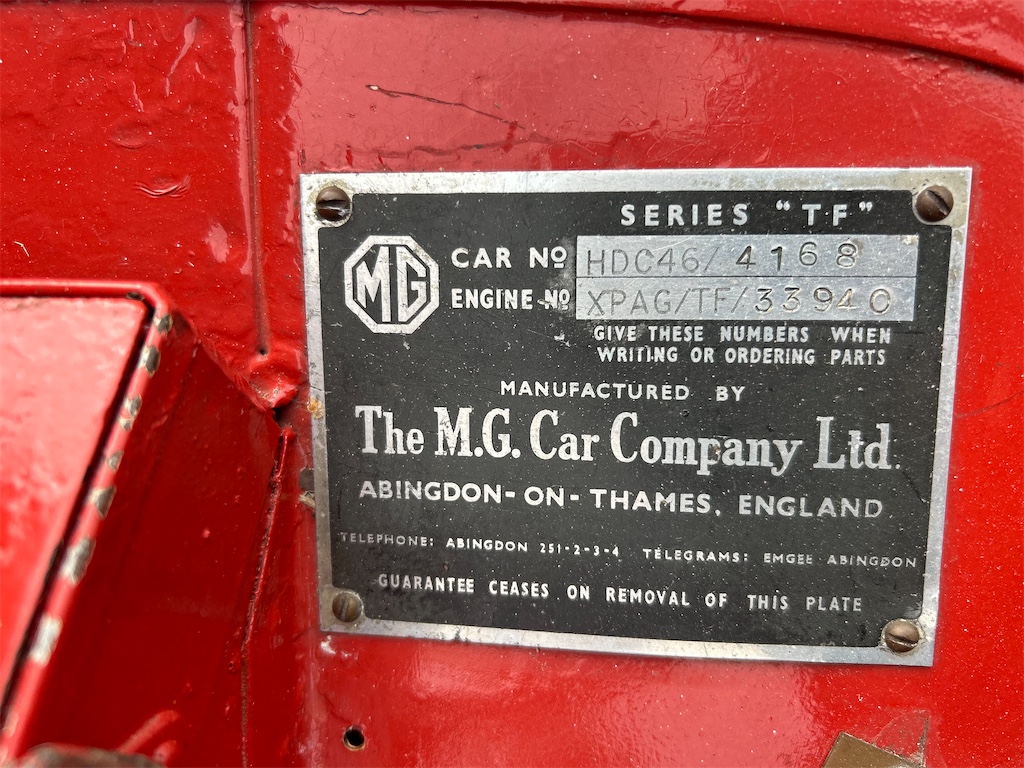 SERIES "TF"
MG
CAR No HDC46/ 4168
ENGINE No XPAG/TF/33940
GIVE THESE NUMBERS WHEN
WRITING OR ORDERING PARTS
MANUFACTURED BY
The M.G. Car Company Ltd.
ABINGDON-ON-THAMES, ENGLAND
TELEPHONE: ABINGDON 251-2-3-4 TELEGRAMS: EMGEE ABINGDON
GUARANTEE CEASES ON REMOVAL OF THIS PLATE